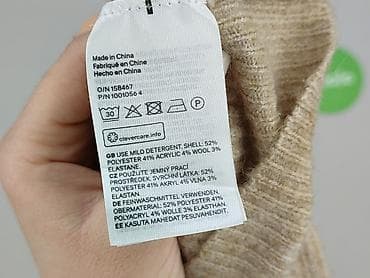 Made in China
Fabriqué en Chine
Hecho en China
O/N 158467
P/N 1001056 4
30 P
clevercare.info
GB USE MILD DETERGENT, SHELL: 52%
POLYESTER 41% ACRYLIC 4% WOOL 3%
ELASTANE.
CZ POUŽIJTE JEMNÝ PRACÍ
PROSTŘEDEK. SVRCHNÍ LÁTKA: 52%
POLYESTER 41% AKRYL 4% VLNA 3%
ELASTAN.
DE FEINWASCHMITTEL VERWENDEN.
OBERMATERIAL: 52% POLYESTER 41%
POLYACRYL 4% WOLLE 3% ELASTHAN.
EE KASUTA MAHEDAT PESUVAHENDIT.